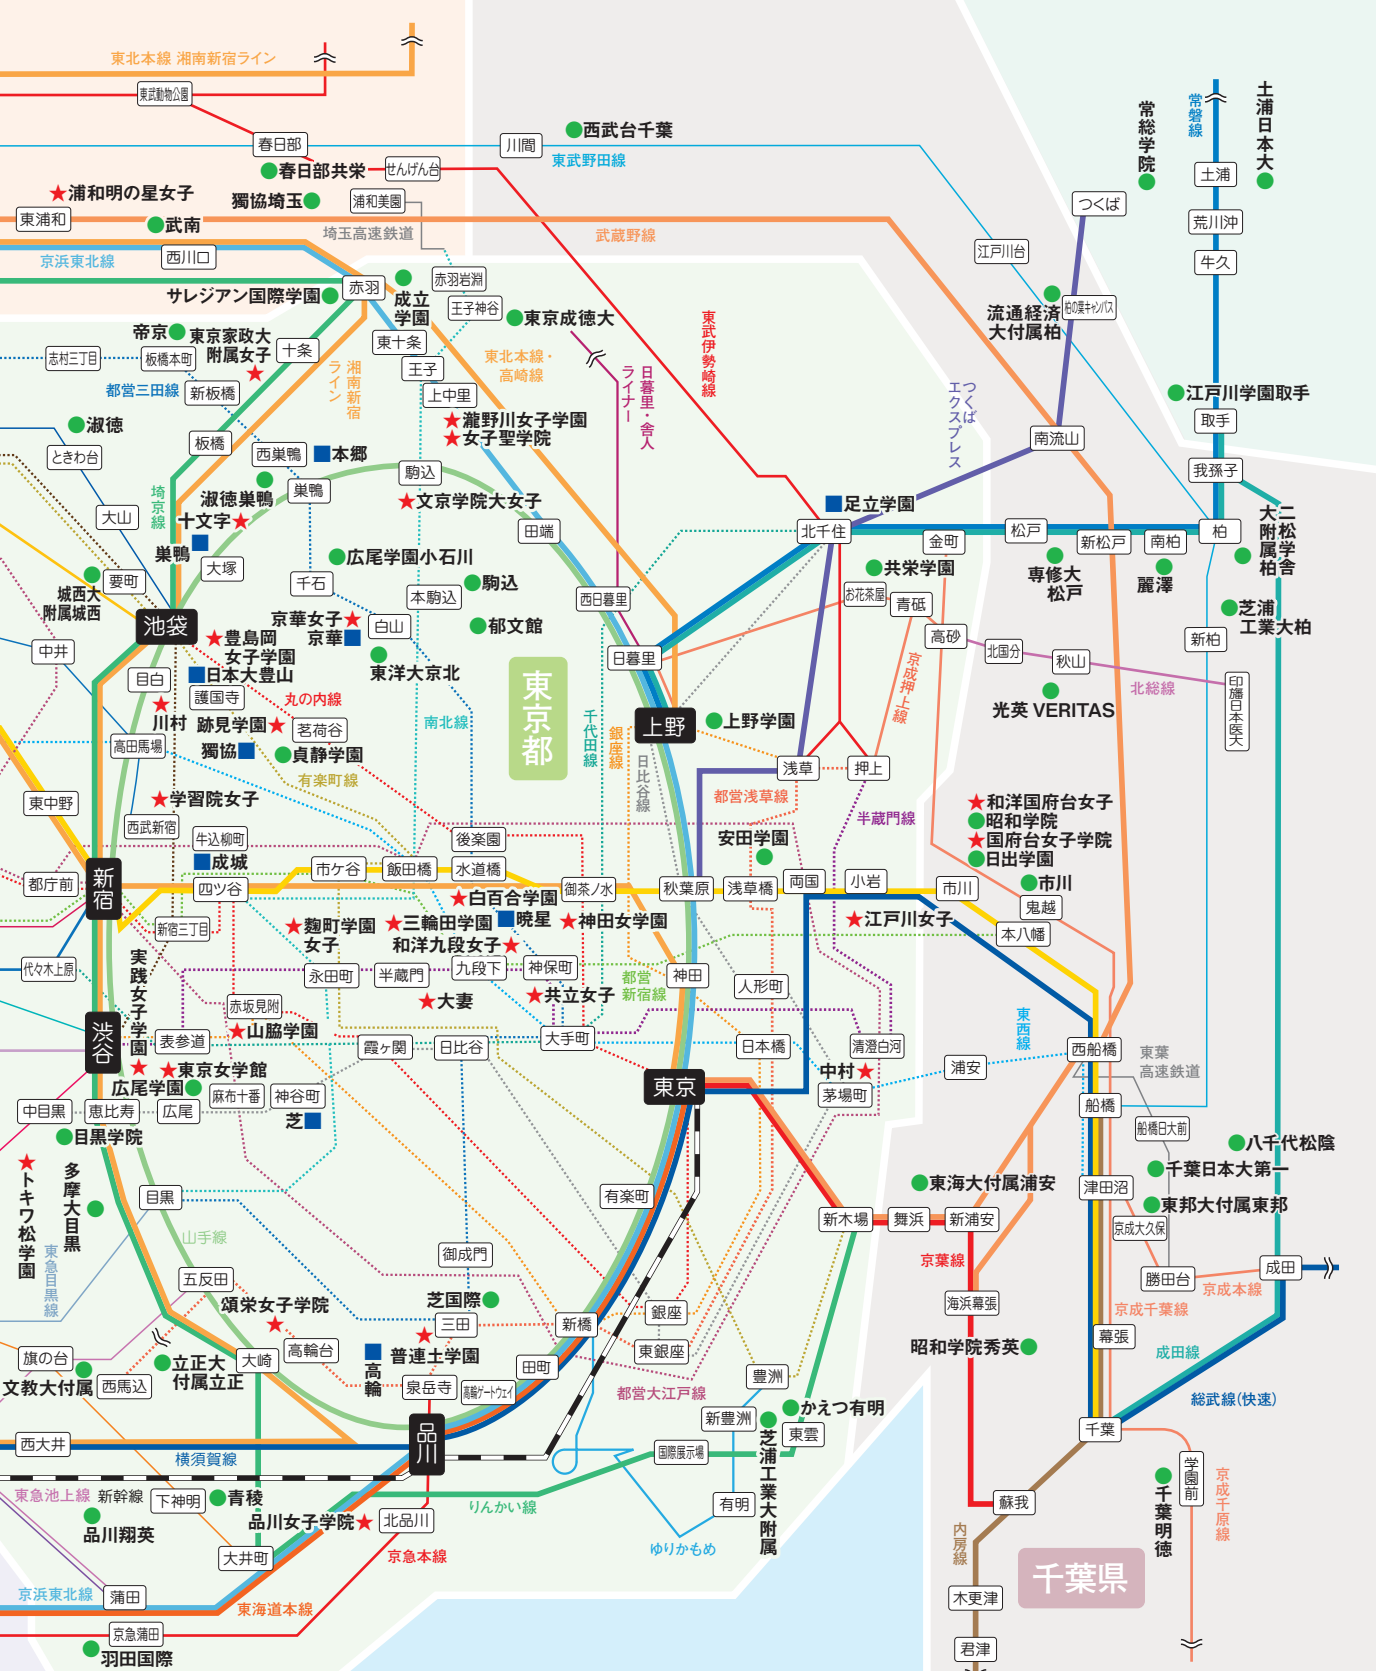 東北本線 湘南新宿ライン
東武動物公園
春日部
春日部共栄
せんげん台
川間
西武台千葉
東武野田線
常総学院
常磐線
土浦日本大
土浦
荒川沖
牛久
つくば
浦和明の星女子
東浦和
武南
獨協埼玉
浦和美園
埼玉高速鉄道
武蔵野線
江戸川台
京浜東北線
西川口
サレジアン国際学園
赤羽
成立
学園
赤羽岩淵
王子神谷
東京成徳大
流通経済
大付属柏
柏の葉キャンパス
帝京
東京家政大
附属女子
志村三丁目
板橋本町
都営三田線
新板橋
十条
湘南新宿
ライン
東十条
王子
上中里
東北本線・
高崎線
日暮里・舎人
ライナー
東武伊勢崎線
つくば
エクスプレス
江戸川学園取手
取手
南流山
我孫子
淑徳
ときわ台
板橋
西巣鴨
本郷
瀧野川女子学園
女子聖学院
駒込
文京学院大女子
淑徳巣鴨
巣鴨
埼京線
十文字
大山
巣鴨
大塚
田端
足立学園
北千住
松戸
金町
新松戸
南柏
柏
二松学舎
大附属柏
広尾学園小石川
千石
本駒込
駒込
西日暮里
共栄学園
専修大
松戸
麗澤
要町
城西大
附属城西
池袋
京華女子
京華
白山
郁文館
お花茶屋
青砥
高砂
芝浦
工業大柏
新柏
中井
豊島岡
女子学園
日本大豊山
東洋大京北
日暮里
北国分
秋山
北総線
印旛日本医大
目白
川村
護国寺
丸の内線
跡見学園
茗荷谷
南北線
東京都
千代田線
銀座線
日比谷線
上野
上野学園
京成押上線
光英 VERITAS
高田馬場
獨協
貞静学園
有楽町線
浅草
押上
東中野
学習院女子
西武新宿
牛込柳町
後楽園
都営浅草線
半蔵門線
安田学園
和洋国府台女子
昭和学院
国府台女子学院
日出学園
都庁前
新宿
成城
四ツ谷
市ケ谷
飯田橋
水道橋
御茶ノ水
秋葉原
浅草橋
両国
小岩
市川
市川
鬼越
白百合学園
暁星
神田女学園
江戸川女子
新宿三丁目
麴町学園
女子
三輪田学園
和洋九段女子
本八幡
代々木上原
実践女子学園
永田町
半蔵門
九段下
神保町
都営
新宿線
神田
人形町
赤坂見附
大妻
共立女子
渋谷
表参道
山脇学園
霞ヶ関
日比谷
大手町
日本橋
清澄白河
東西線
西船橋
東葉
高速鉄道
東京女学館
広尾学園
麻布十番
神谷町
東京
中村
茅場町
浦安
中目黒
恵比寿
広尾
芝
船橋
船橋日大前
目黒学院
八千代松陰
千葉日本大第一
トキワ松学園
多摩大目黒
目黒
有楽町
東海大付属浦安
津田沼
東邦大付属東邦
新木場
舞浜
新浦安
京成大久保
山手線
東急目黒線
御成門
京葉線
成田
五反田
勝田台
京成本線
頌栄女子学院
芝国際
三田
銀座
海浜幕張
京成千葉線
新橋
旗の台
大崎
高輪台
高輪
普連土学園
東銀座
昭和学院秀英
幕張
成田線
立正大
付属立正
文教大付属
西馬込
泉岳寺
田町
高輪ゲートウェイ
都営大江戸線
豊洲
総武線(快速)
かえつ有明
新豊洲
東雲
西大井
横須賀線
品川
国際展示場
芝浦工業大附属
千葉
学園前
京成千原線
千葉明徳
東急池上線
新幹線
下神明
青稜
品川翔英
品川女子学院
北品川
りんかい線
有明
蘇我
内房線
大井町
京急本線
ゆりかもめ
千葉県
京浜東北線
蒲田
東海道本線
木更津
京急蒲田
羽田国際
君津